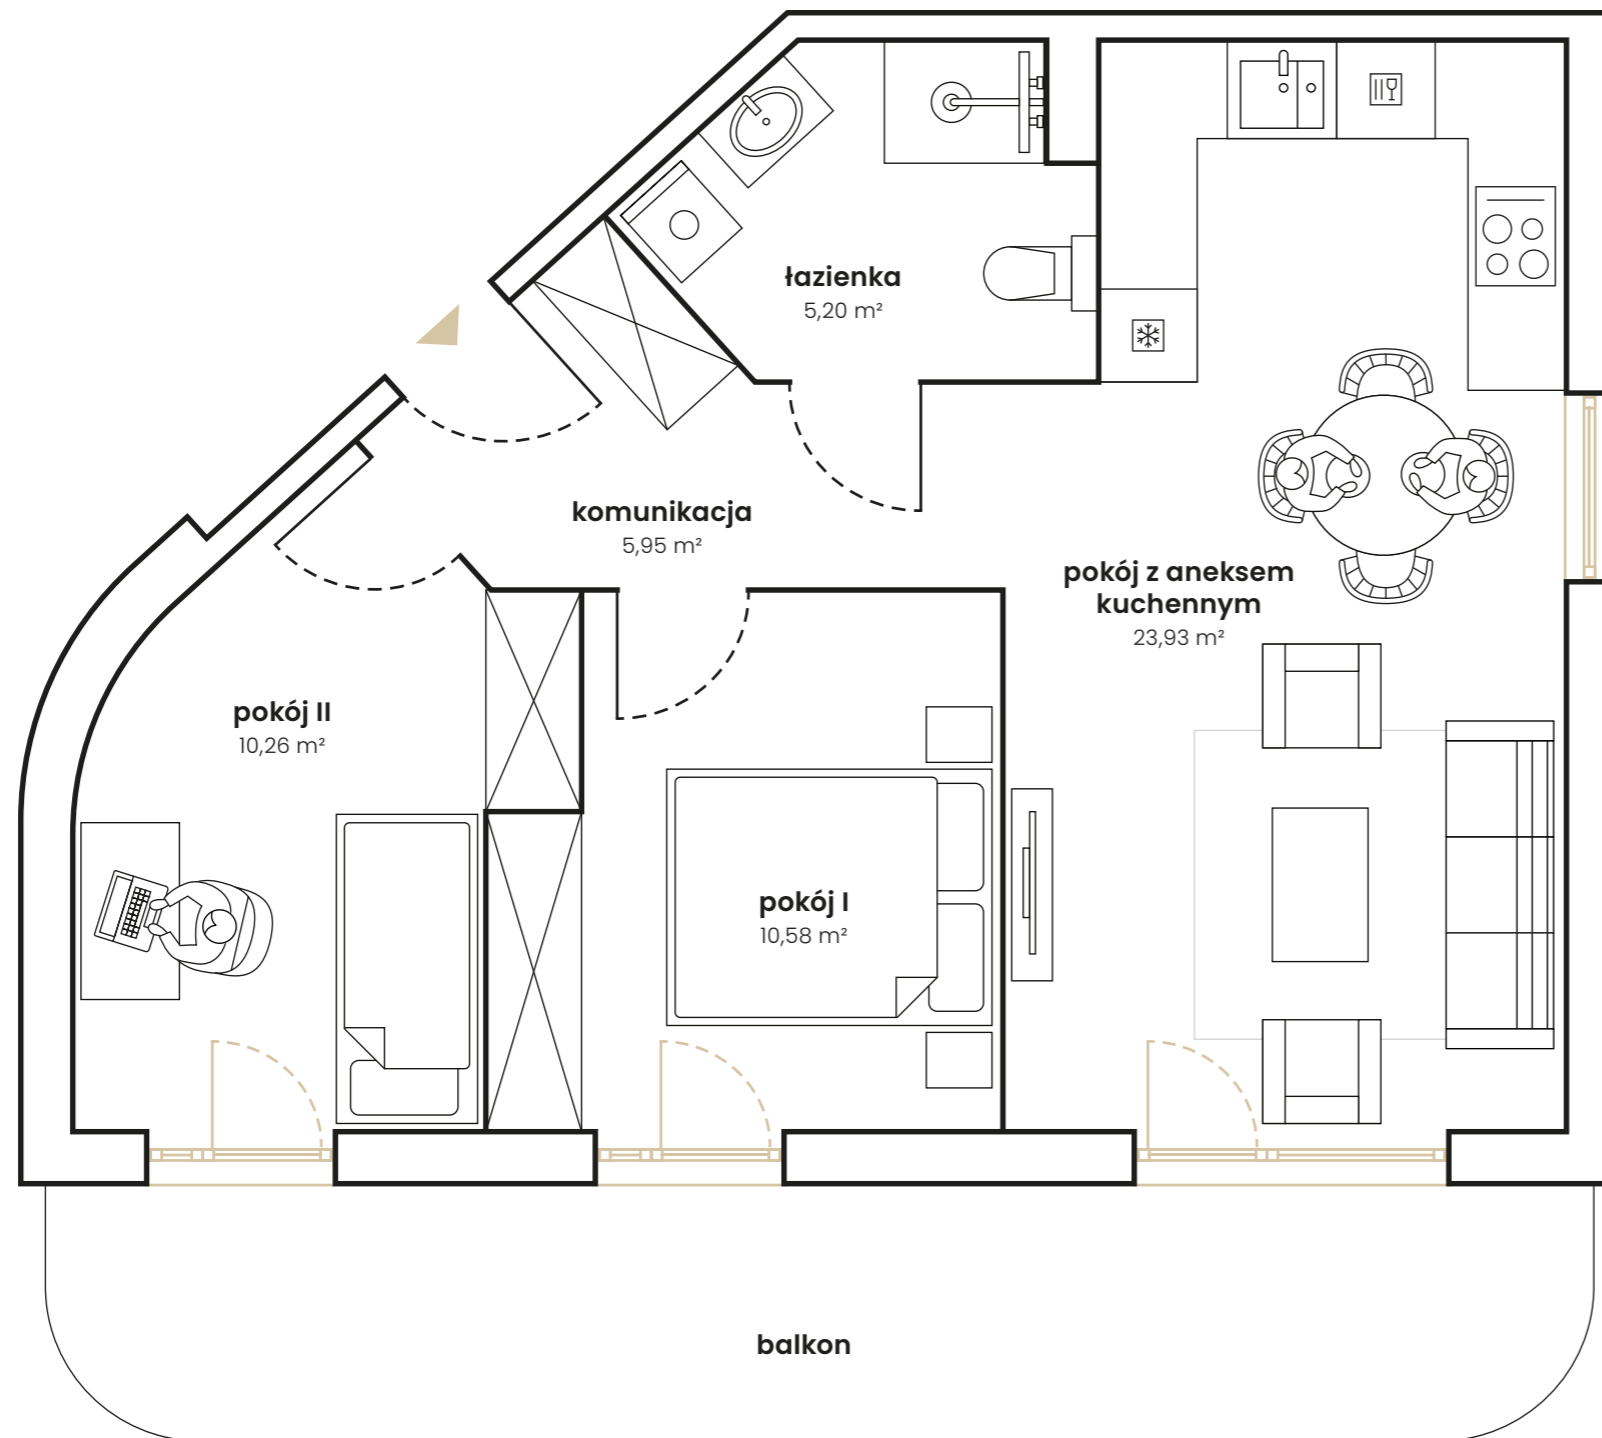 łazienka
5,20 m²
komunikacja
5,95 m²
pokój z aneksem
kuchennym
23,93 m²
pokój II
10,26 m²
pokój I
10,58 m²
balkon